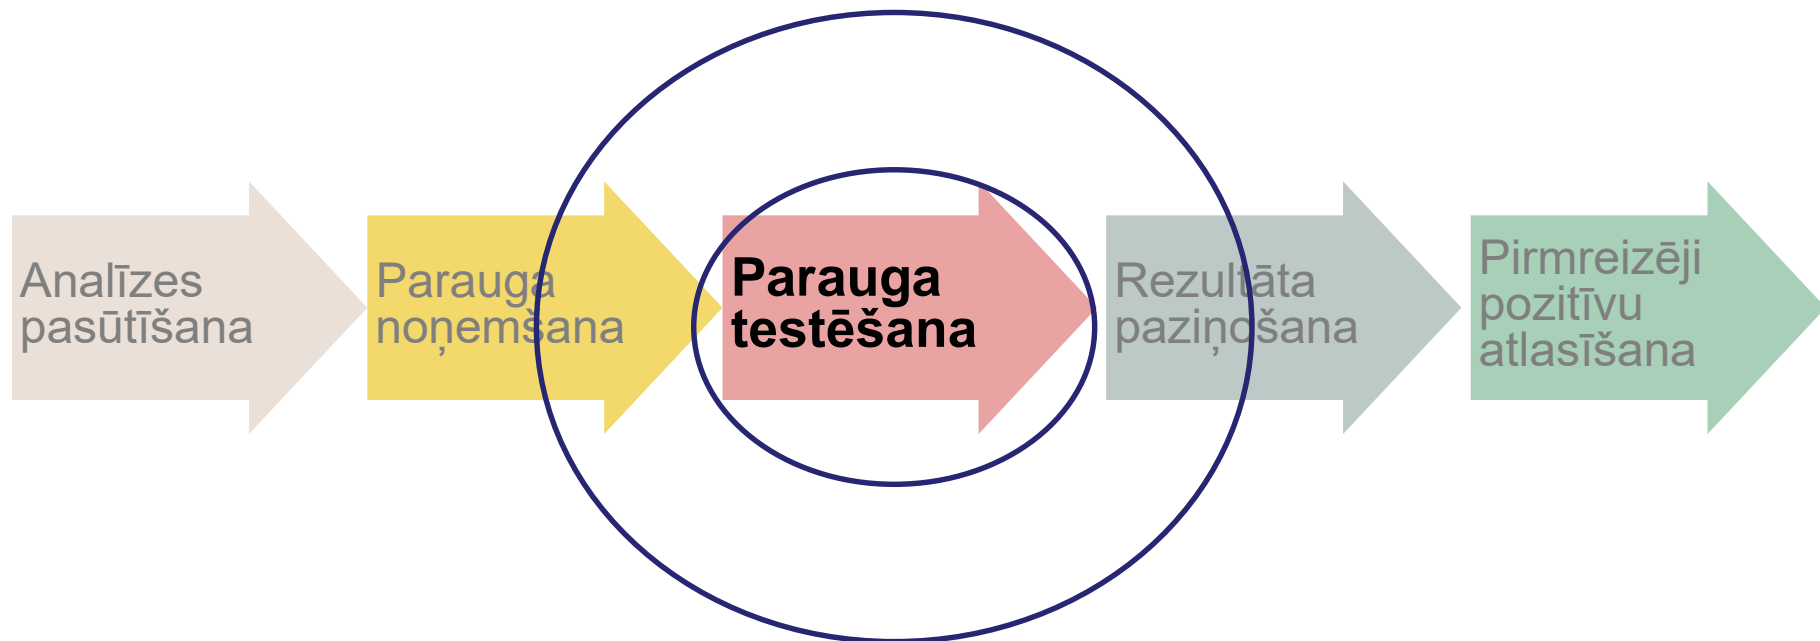 Analīzes
pasūtīšana
Parauga
noņemšana
Parauga
testēšana
Rezultāta
paziņošana
Pirmreizēji
pozitīvu
atlasīšana